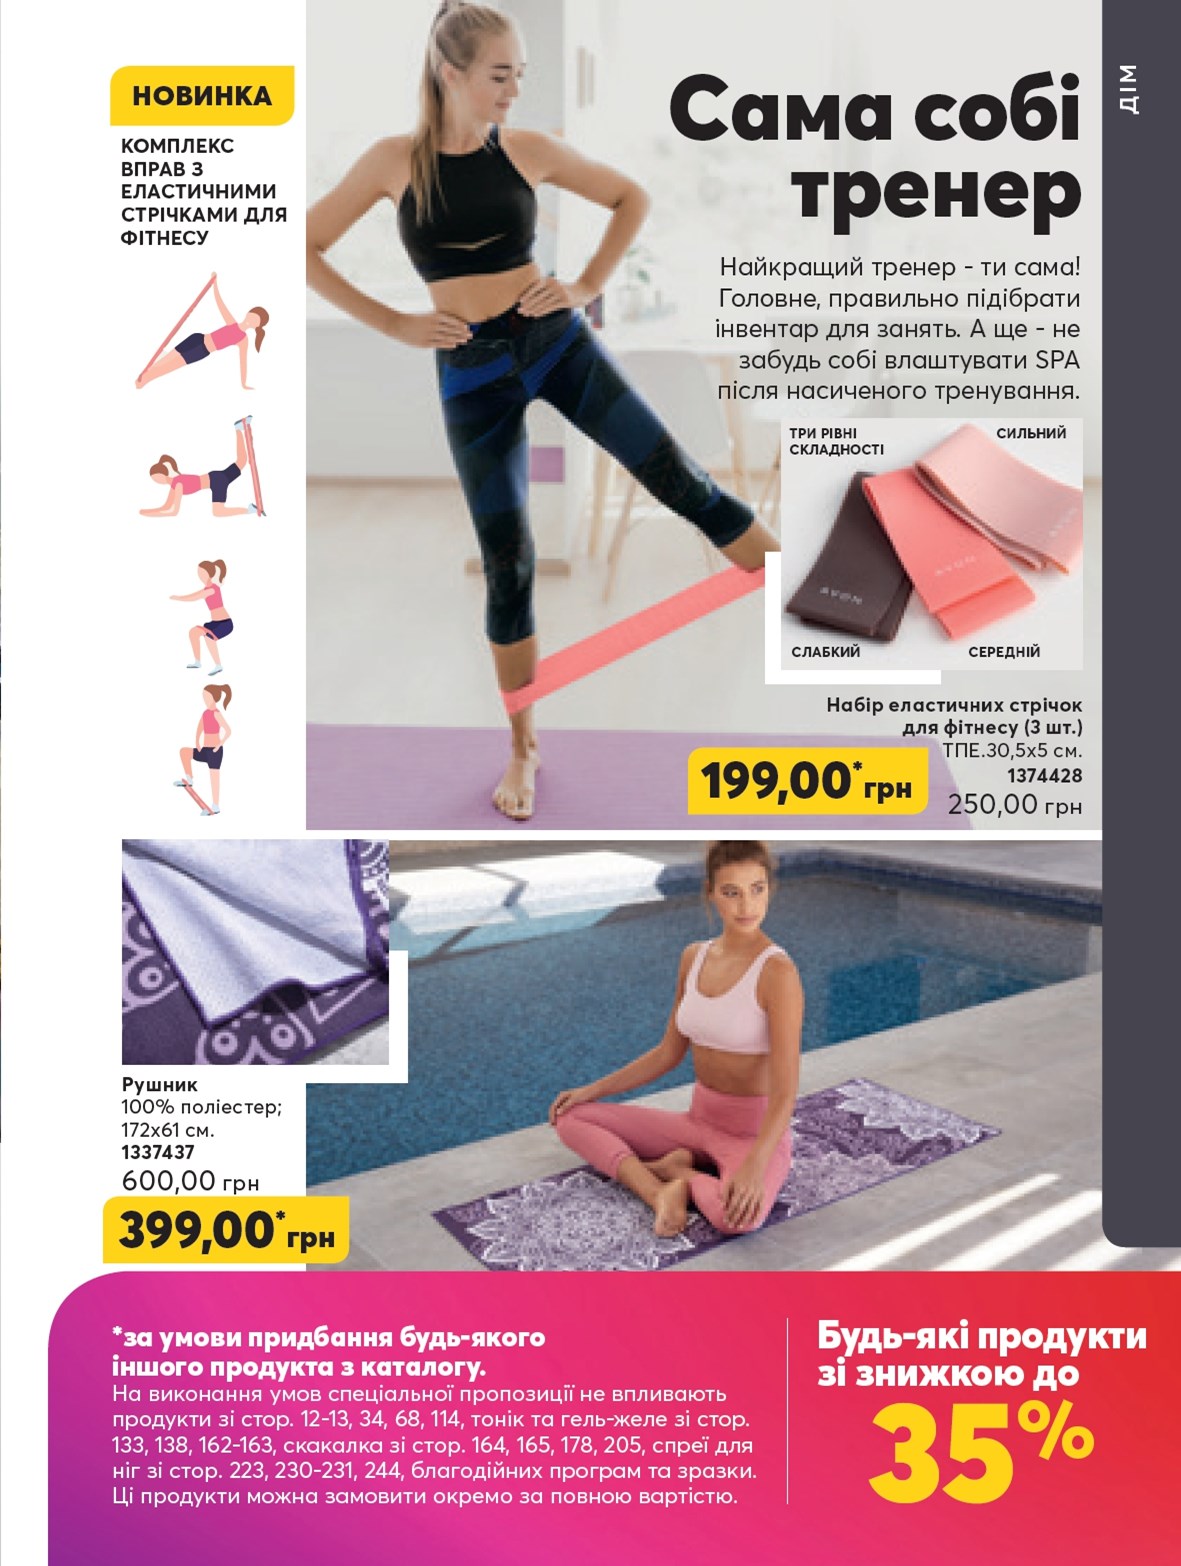 ДІМ
НОВИНКА
КОМПЛЕКС
ВПРАВ З
ЕЛАСТИЧНИМИ
СТРІЧКАМИ ДЛЯ
ФІТНЕСУ
Сама собі
тренер
Найкращий тренер - ти сама!
Головне, правильно підібрати
інвентар для занять. А ще - не
забудь собі влаштувати SPA
після насиченого тренування.
ТРИ РІВНІ
СКЛАДНОСТІ
СИЛЬНИЙ
AVON
AVON
AVON
СЛАБКИЙ
СЕРЕДНІЙ
Набір еластичних стрічок
для фітнесу (3 шт.)
ТПЕ.30,5х5 см.
1374428
250,00 грн
199,00* грн
Рушник
100% поліестер;
172х61 см.
1337437
600,00 грн
399,00* грн
*за умови придбання будь-якого
іншого продукта з каталогу.
На виконання умов спеціальної пропозиції не впливають
продукти зі стор. 12-13, 34, 68, 114, тонік та гель-желе зі стор.
133, 138, 162-163, скакалка зі стор. 164, 165, 178, 205, спреї для
ніг зі стор. 223, 230-231, 244, благодійних програм та зразки.
Ці продукти можна замовити окремо за повною вартістю.
Будь-які продукти
зі знижкою до
35%